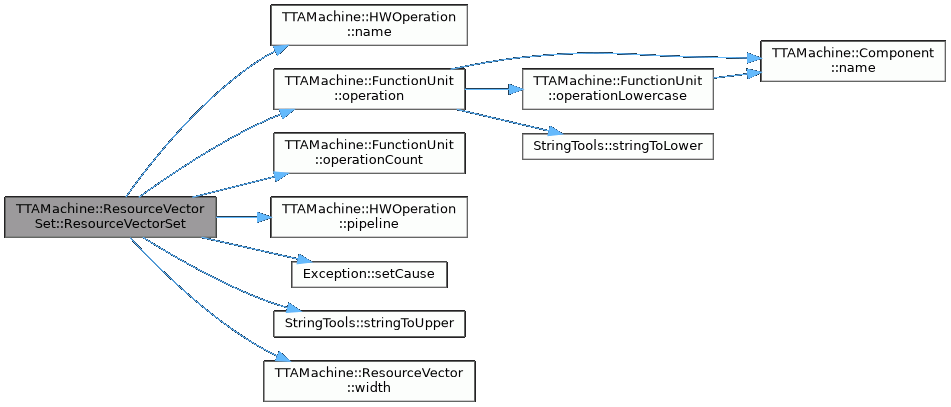 TTAMachine::HWOperation
::name
TTAMachine::FunctionUnit
::operation
TTAMachine::FunctionUnit
::operationLowercase
TTAMachine::Component
::name
StringTools::stringToLower
TTAMachine::FunctionUnit
::operationCount
TTAMachine::ResourceVector
Set::ResourceVectorSet
TTAMachine::HWOperation
::pipeline
Exception::setCause
StringTools::stringToUpper
TTAMachine::ResourceVector
::width